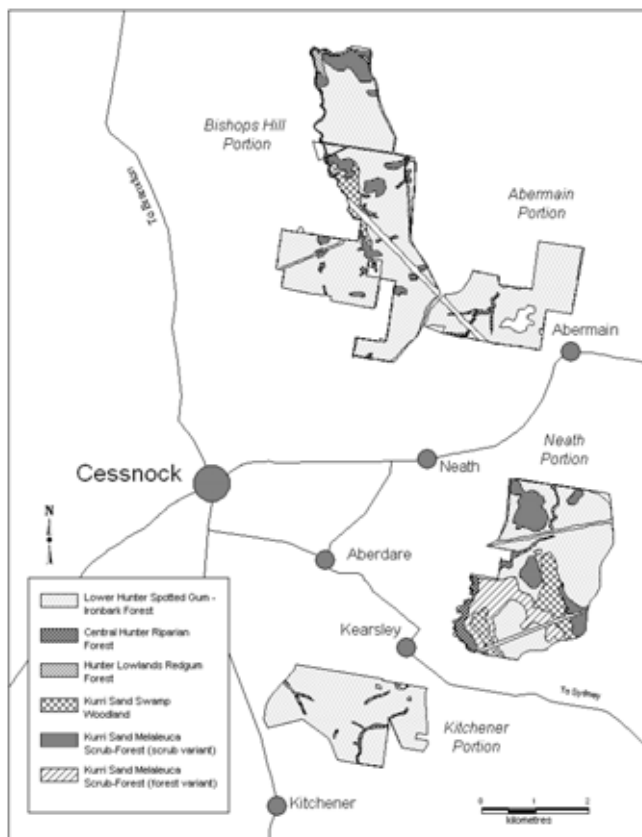 Bishops Hill
Portion
To Branxton
Abermain
Portion
Abermain
Neath
Portion
Cessnock
Neath
N
Aberdare
Lower Hunter Spotted Gum -
Ironbark Forest
Central Hunter Riparian
Forest
Hunter Lowlands Redgum
Forest
Kurri Sand Swamp
Woodland
Kurri Sand Melaleuca
Scrub-Forest (scrub variant)
Kurri Sand Melaleuca
Scrub-Forest (forest variant)
Kearsley
To Sydney
Kitchener
Portion
Kitchener
0 1 2
kilometres